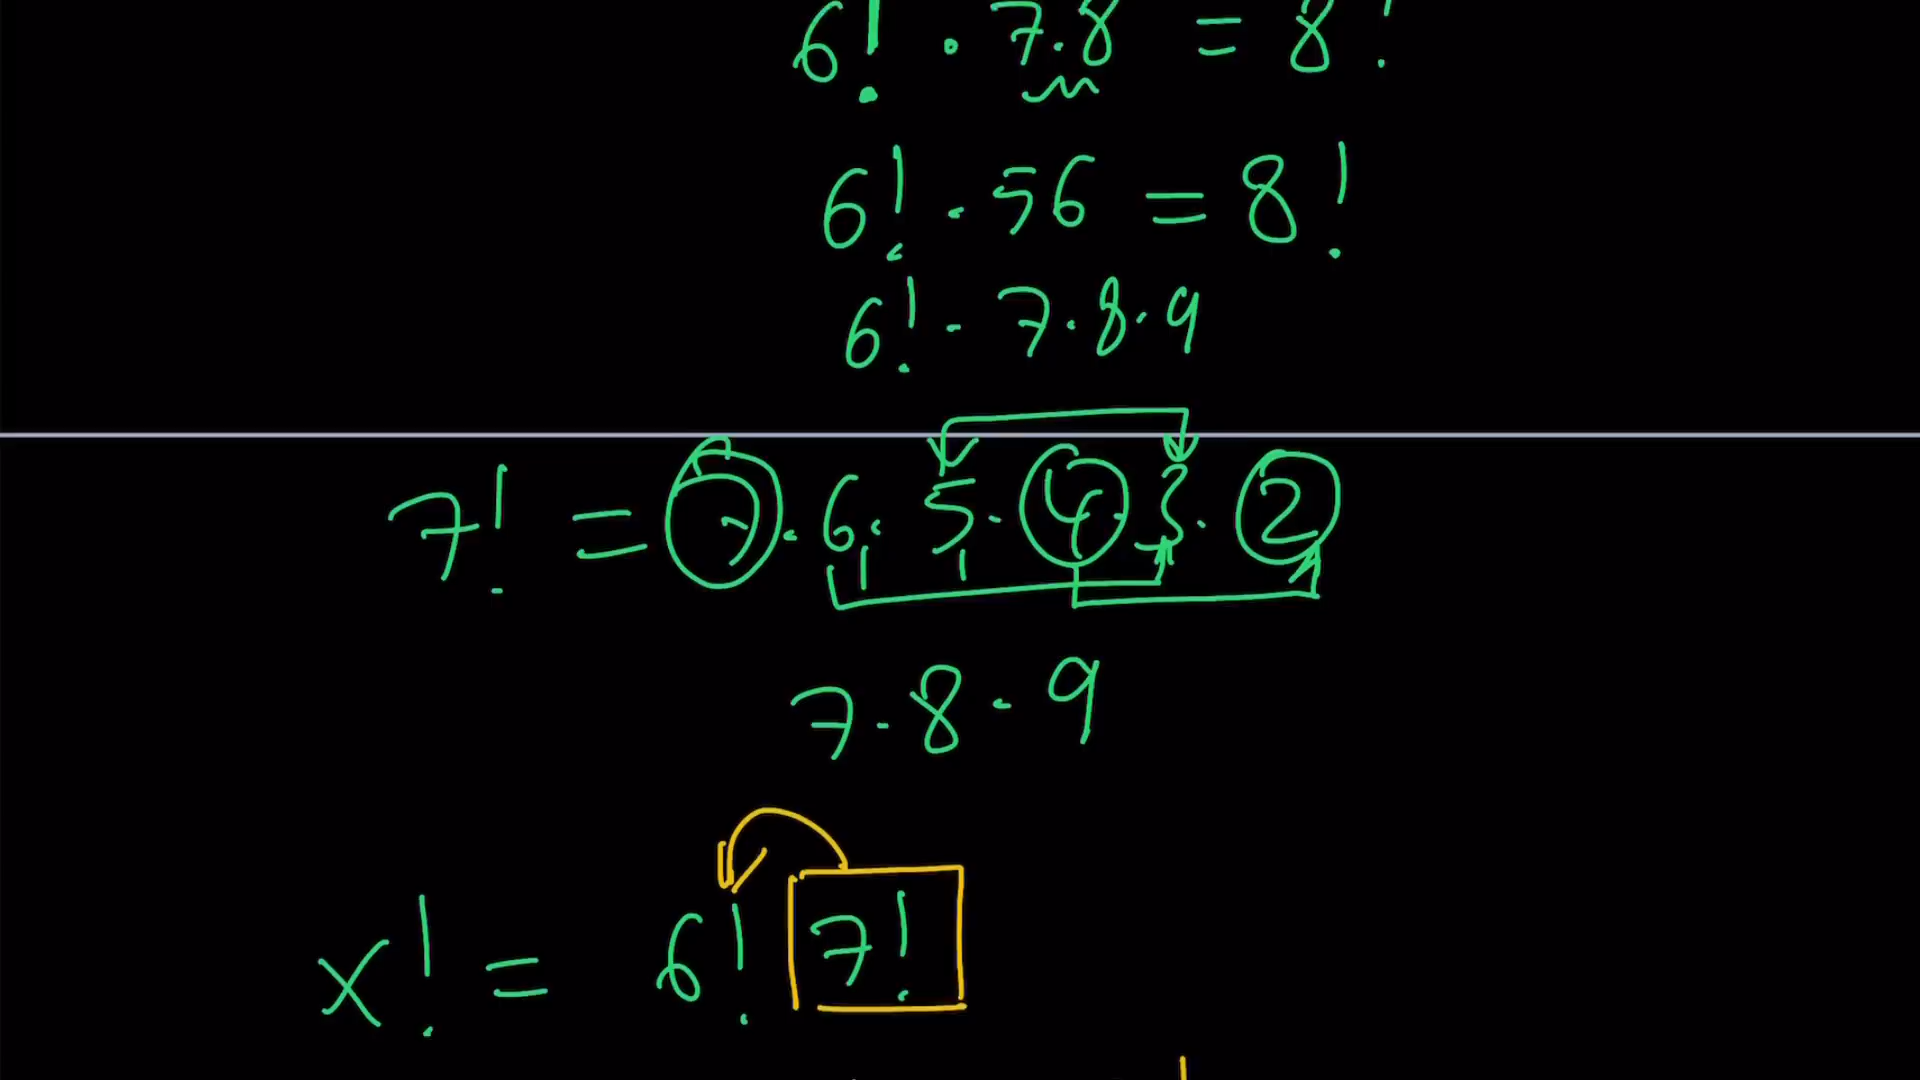 6! · 7·8 = 8!
6! · 56 = 8!
6! · 7·8·9
7! = 7·6·5·4·3·2
7·8·9
x! = 6! 7!